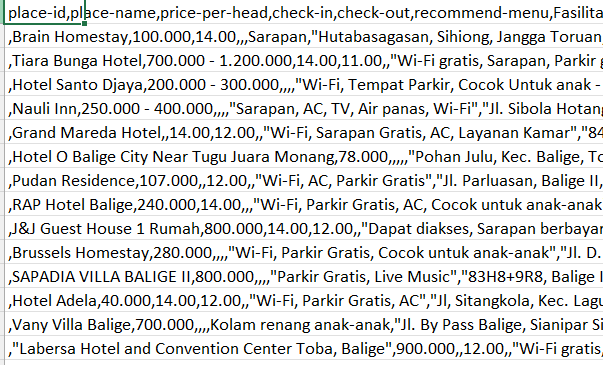 place-id,place-name,price-per-head,check-in,check-out,recommend-menu,Fasilita
,Brain Homestay,100.000,14.00,,,Sarapan,"Hutabasagasan, Sihiong, Jangga Toruan
,Tiara Bunga Hotel,700.000 - 1.200.000,14.00,11.00,,"Wi-Fi gratis, Sarapan, Parkir g
,Hotel Santo Djaya,200.000 - 300.000,,,,"Wi-Fi, Tempat Parkir, Cocok Untuk anak -
,Nauli Inn,250.000 - 400.000,,,,"Sarapan, AC, TV, Air panas, Wi-Fi","Jl. Sibola Hotang
,Grand Mareda Hotel,,14.00,12.00,,"Wi-Fi, Sarapan Gratis, AC, Layanan Kamar","84
,Hotel O Balige City Near Tugu Juara Monang,78.000,,,,,"Pohan Julu, Kec. Balige, To
,Pudan Residence,107.000,,12.00,,"Wi-Fi, AC, Parkir Gratis","Jl. Parluasan, Balige II,
,RAP Hotel Balige,240.000,14.00,,,"Wi-Fi, Parkir Gratis, AC, Cocok untuk anak-anak
,J&J Guest House 1 Rumah,800.000,14.00,12.00,,"Dapat diakses, Sarapan berbayar
,Brussels Homestay,280.000,,,,"Wi-Fi, Parkir Gratis, Cocok untuk anak-anak","Jl. D.
,SAPADIA VILLA BALIGE II,800.000,,,,"Parkir Gratis, Live Music","83H8+9R8, Balige I
,Hotel Adela,40.000,14.00,12.00,,"Wi-Fi, Parkir Gratis, AC","Jl, Sitangkola, Kec. Lagu
,Vany Villa Balige,700.000,,,,Kolam renang anak-anak,"Jl. By Pass Balige, Sianipar Si
,"Labersa Hotel and Convention Center Toba, Balige",900.000,,12.00,,"Wi-Fi gratis,